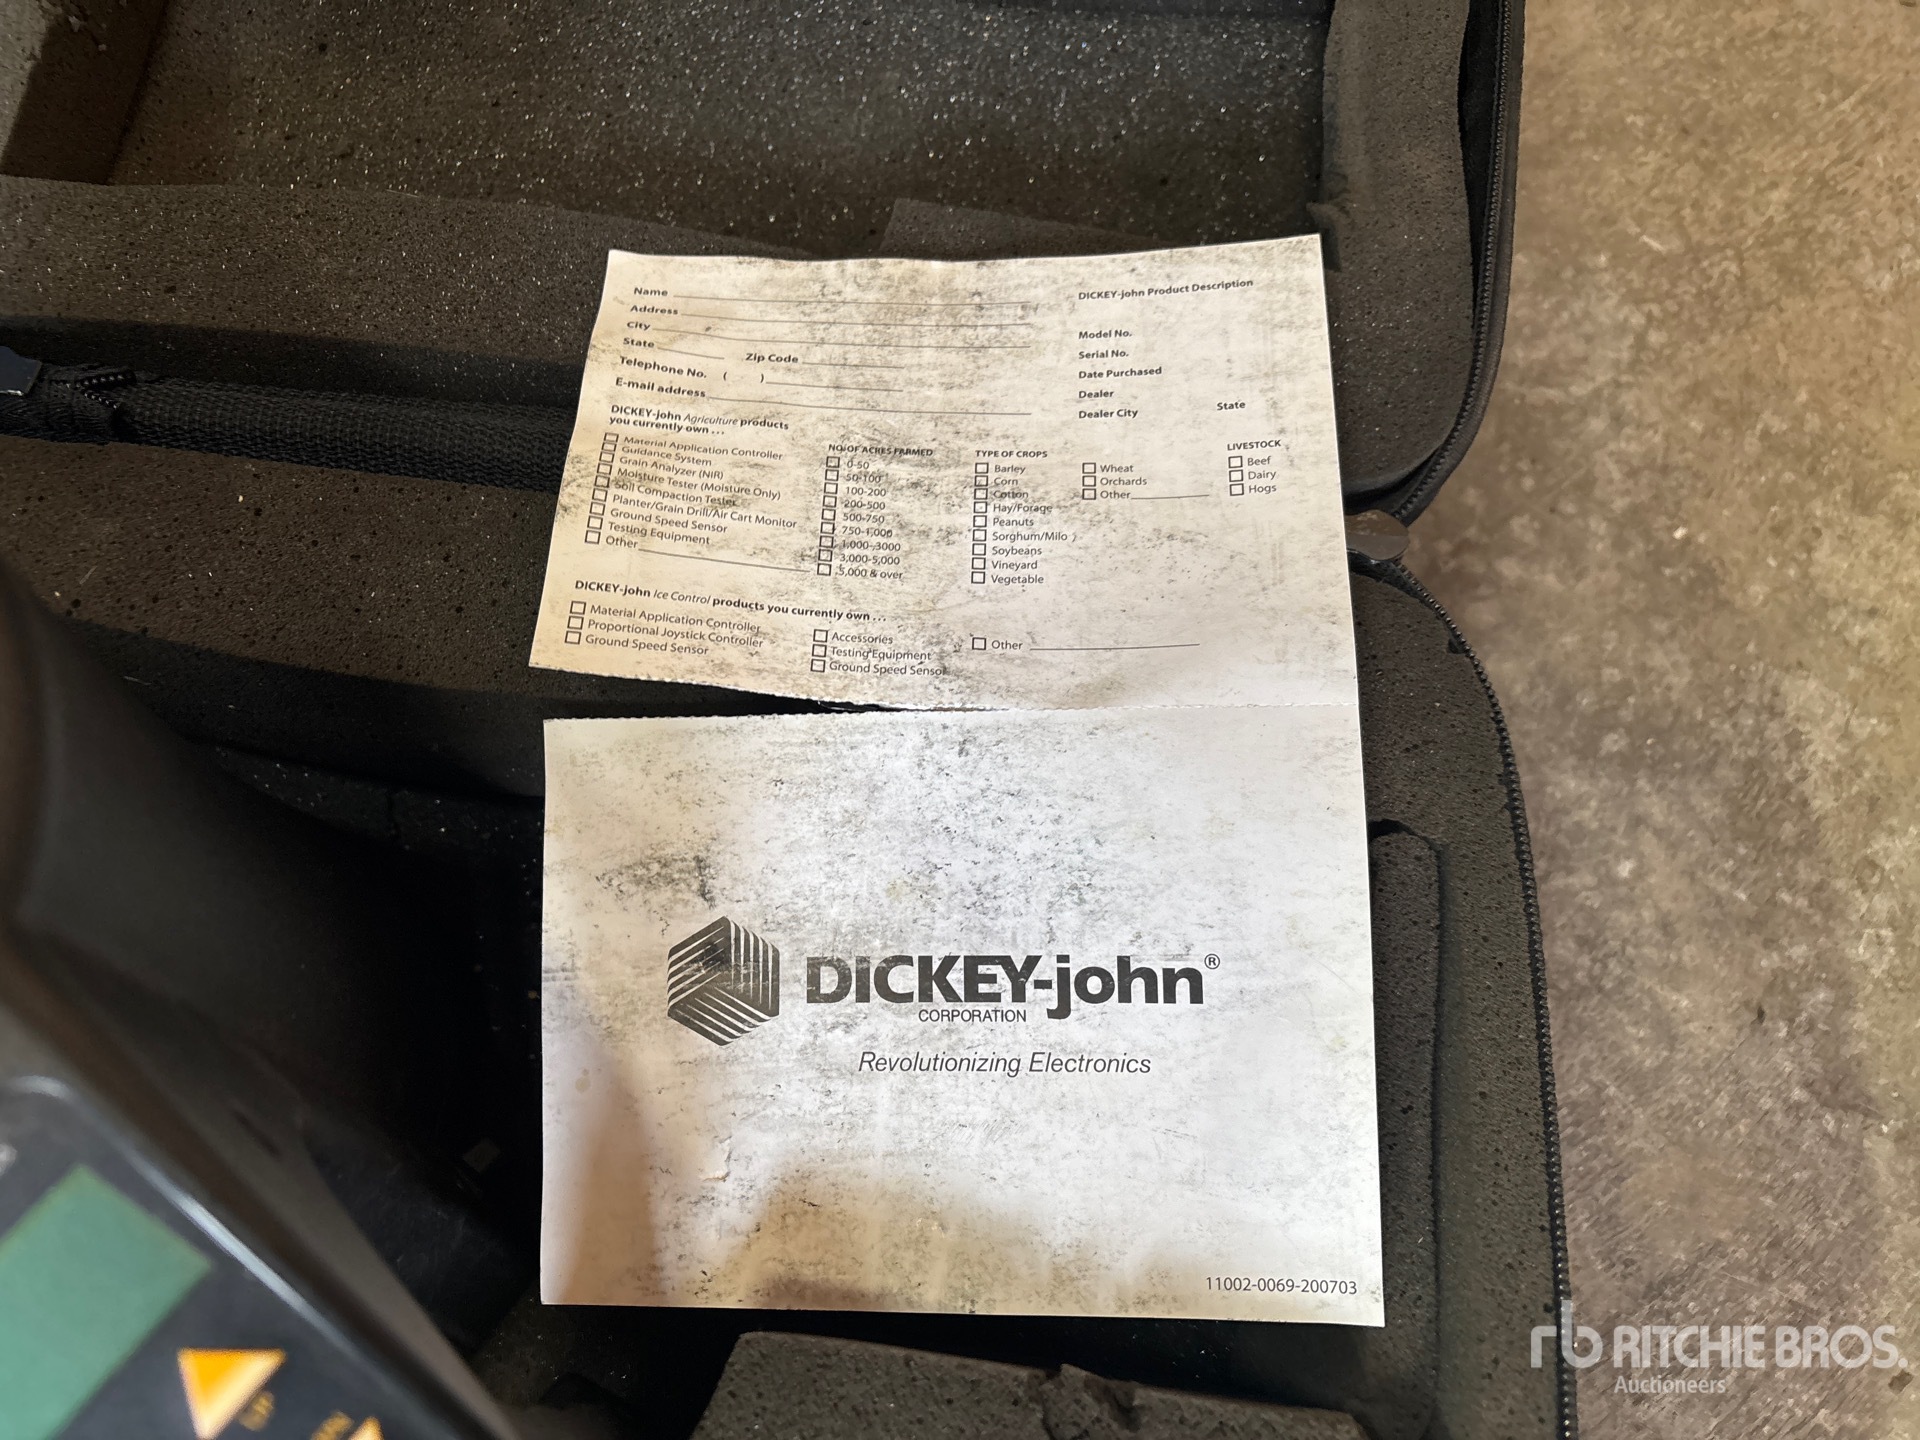 Name
Address
City
State Zip Code
Telephone No. ( )
E-mail address
DICKEY-john Product Description
Model No.
Serial No.
Date Purchased
Dealer
Dealer City State
DICKEY-john Agriculture products
you currently own ...
Material Application Controller
Guidance System
Grain Analyzer (NIR)
Moisture Tester (Moisture Only)
Soil Compaction Tester
Planter/Grain Drill/Air Cart Monitor
Ground Speed Sensor
Testing Equipment
Other
NO. OF ACRES FARMED
0-50
50-100
100-200
200-500
500-750
750-1,000
1,000-3000
3,000-5,000
5,000 & over
TYPE OF CROPS
Barley
Corn
Cotton
Hay/Forage
Peanuts
Sorghum/Milo
Soybeans
Vineyard
Vegetable
Wheat
Orchards
Other
LIVESTOCK
Beef
Dairy
Hogs
DICKEY-john Ice Control products you currently own ...
Material Application Controller
Proportional Joystick Controller
Ground Speed Sensor
Accessories
Testing Equipment
Ground Speed Sensor
Other
DICKEY-john®
CORPORATION
Revolutionizing Electronics
11002-0069-200703
UP
rb RITCHIE BROS.
Auctioneers